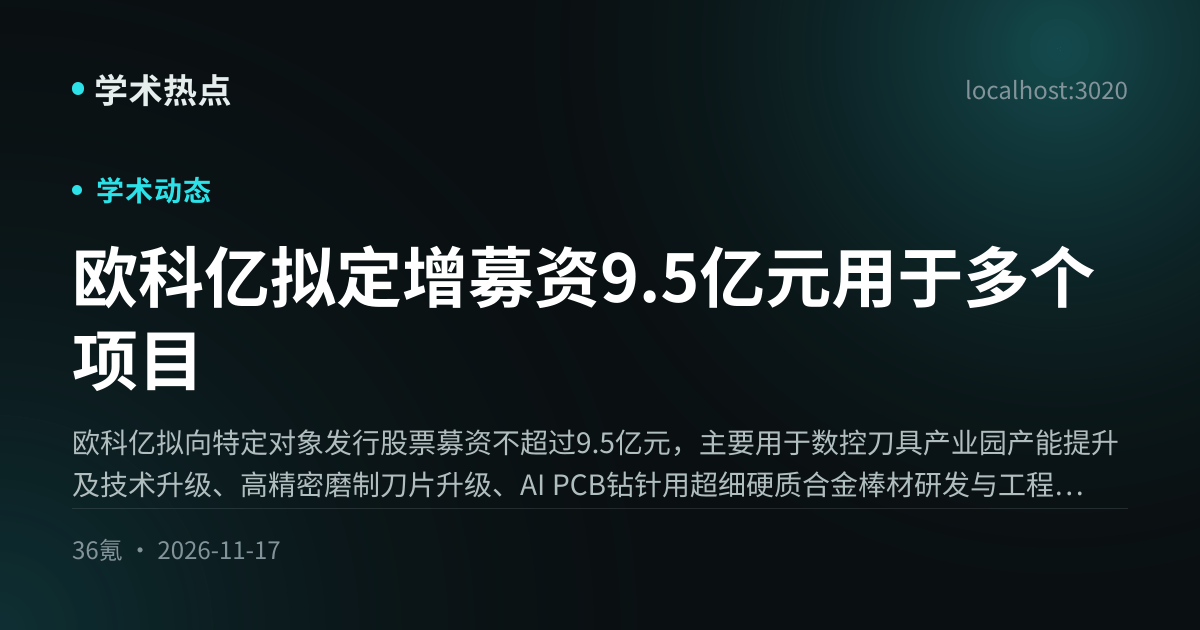 学术热点
localhost:3020
学术动态
欧科亿拟定增募资9.5亿元用于多个
项目
欧科亿拟向特定对象发行股票募资不超过9.5亿元，主要用于数控刀具产业园产能提升
及技术升级、高精密磨制刀片升级、AI PCB钻针用超细硬质合金棒材研发与工程…
36氪 · 2026-11-17